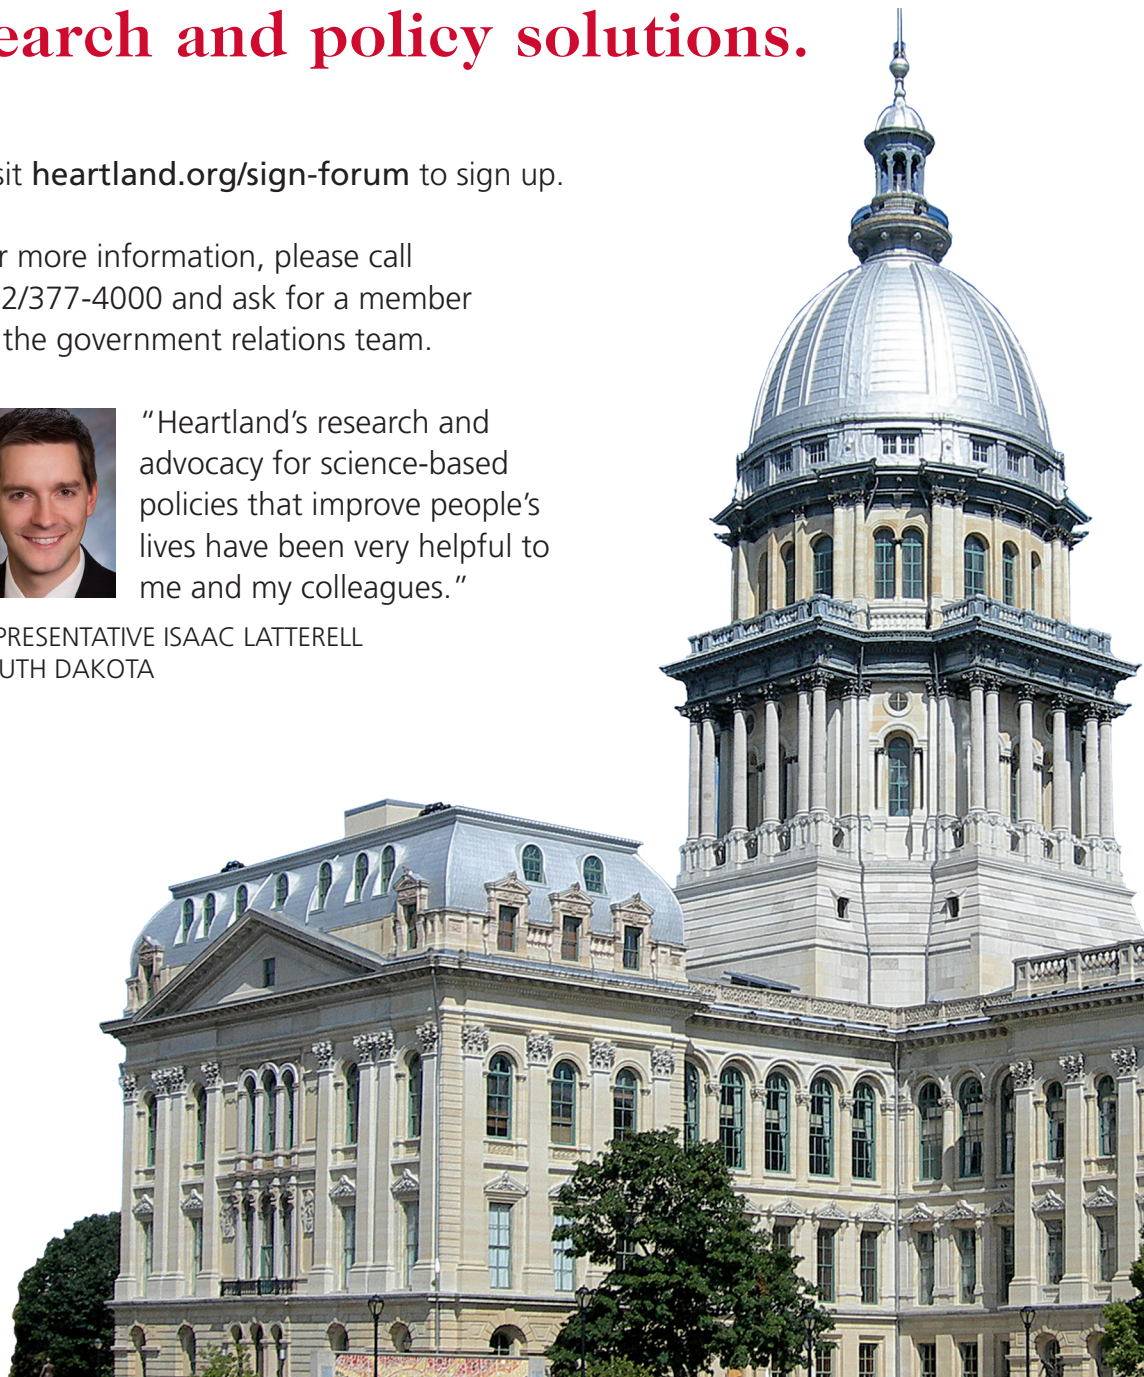 earch and policy solutions.
sit heartland.org/sign-forum to sign up.
r more information, please call
2/377-4000 and ask for a member
the government relations team.
“Heartland’s research and
advocacy for science-based
policies that improve people’s
lives have been very helpful to
me and my colleagues.”
PRESENTATIVE ISAAC LATTERELL
UTH DAKOTA